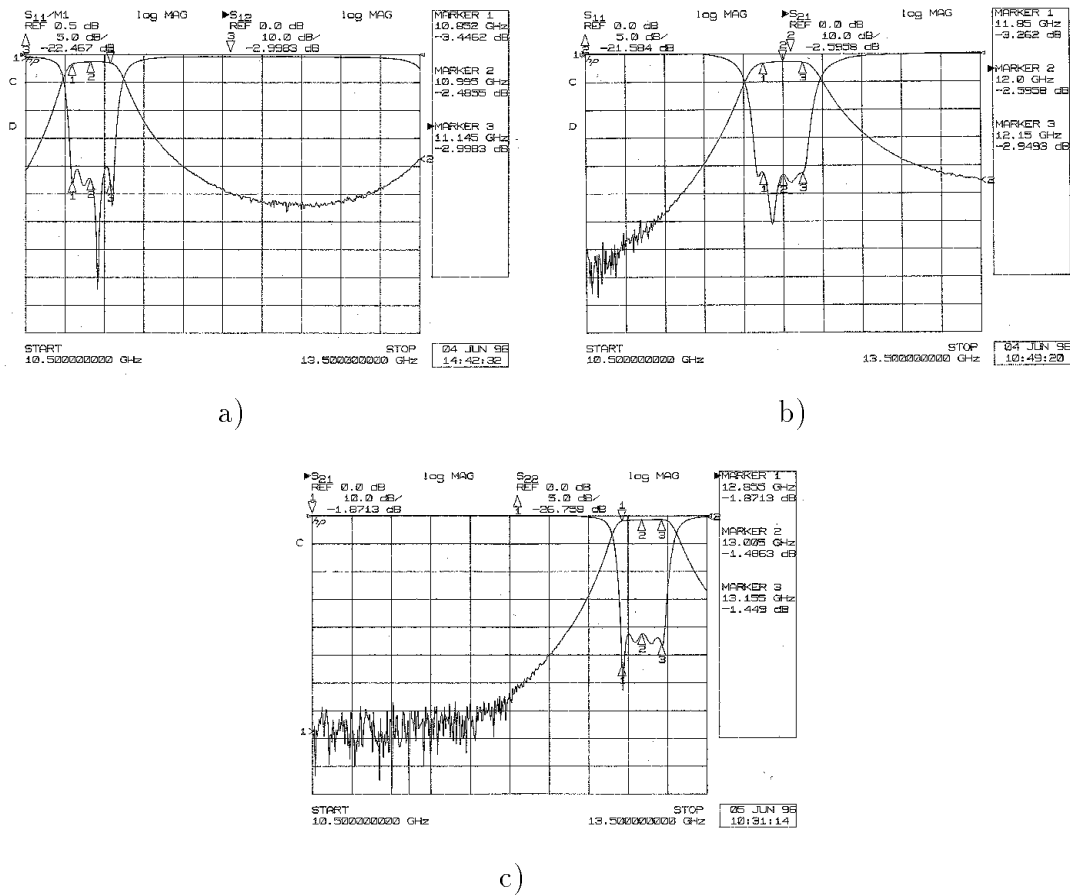 S11/M1 log MAG ►S12 log MAG
REF 0.5 dB REF 0.0 dB
5.0 dB/ 10.0 dB/
-22.467 dB -2.9983 dB
MARKER 1
10.852 GHz
-3.4462 dB
MARKER 2
10.995 GHz
-2.4855 dB
►MARKER 3
11.145 GHz
-2.9983 dB
hp
C
D
START STOP
10.500000000 GHz 13.500000000 GHz
04 JUN 96
14:42:32
a)
S11 log MAG ►S21 log MAG
REF 0.0 dB REF 0.0 dB
5.0 dB/ 10.0 dB/
-21.584 dB -2.5958 dB
MARKER 1
11.85 GHz
-3.262 dB
►MARKER 2
12.0 GHz
-2.5958 dB
MARKER 3
12.15 GHz
-2.9493 dB
hp
C
D
START STOP
10.500000000 GHz 13.500000000 GHz
04 JUN 96
10:49:20
b)
►S21 log MAG S22 log MAG
REF 0.0 dB REF 0.0 dB
10.0 dB/ 5.0 dB/
-1.8713 dB -26.759 dB
►MARKER 1
12.855 GHz
-1.8713 dB
MARKER 2
13.005 GHz
-1.4863 dB
MARKER 3
13.155 GHz
-1.449 dB
hp
C
START STOP
10.500000000 GHz 13.500000000 GHz
05 JUN 96
10:31:14
c)